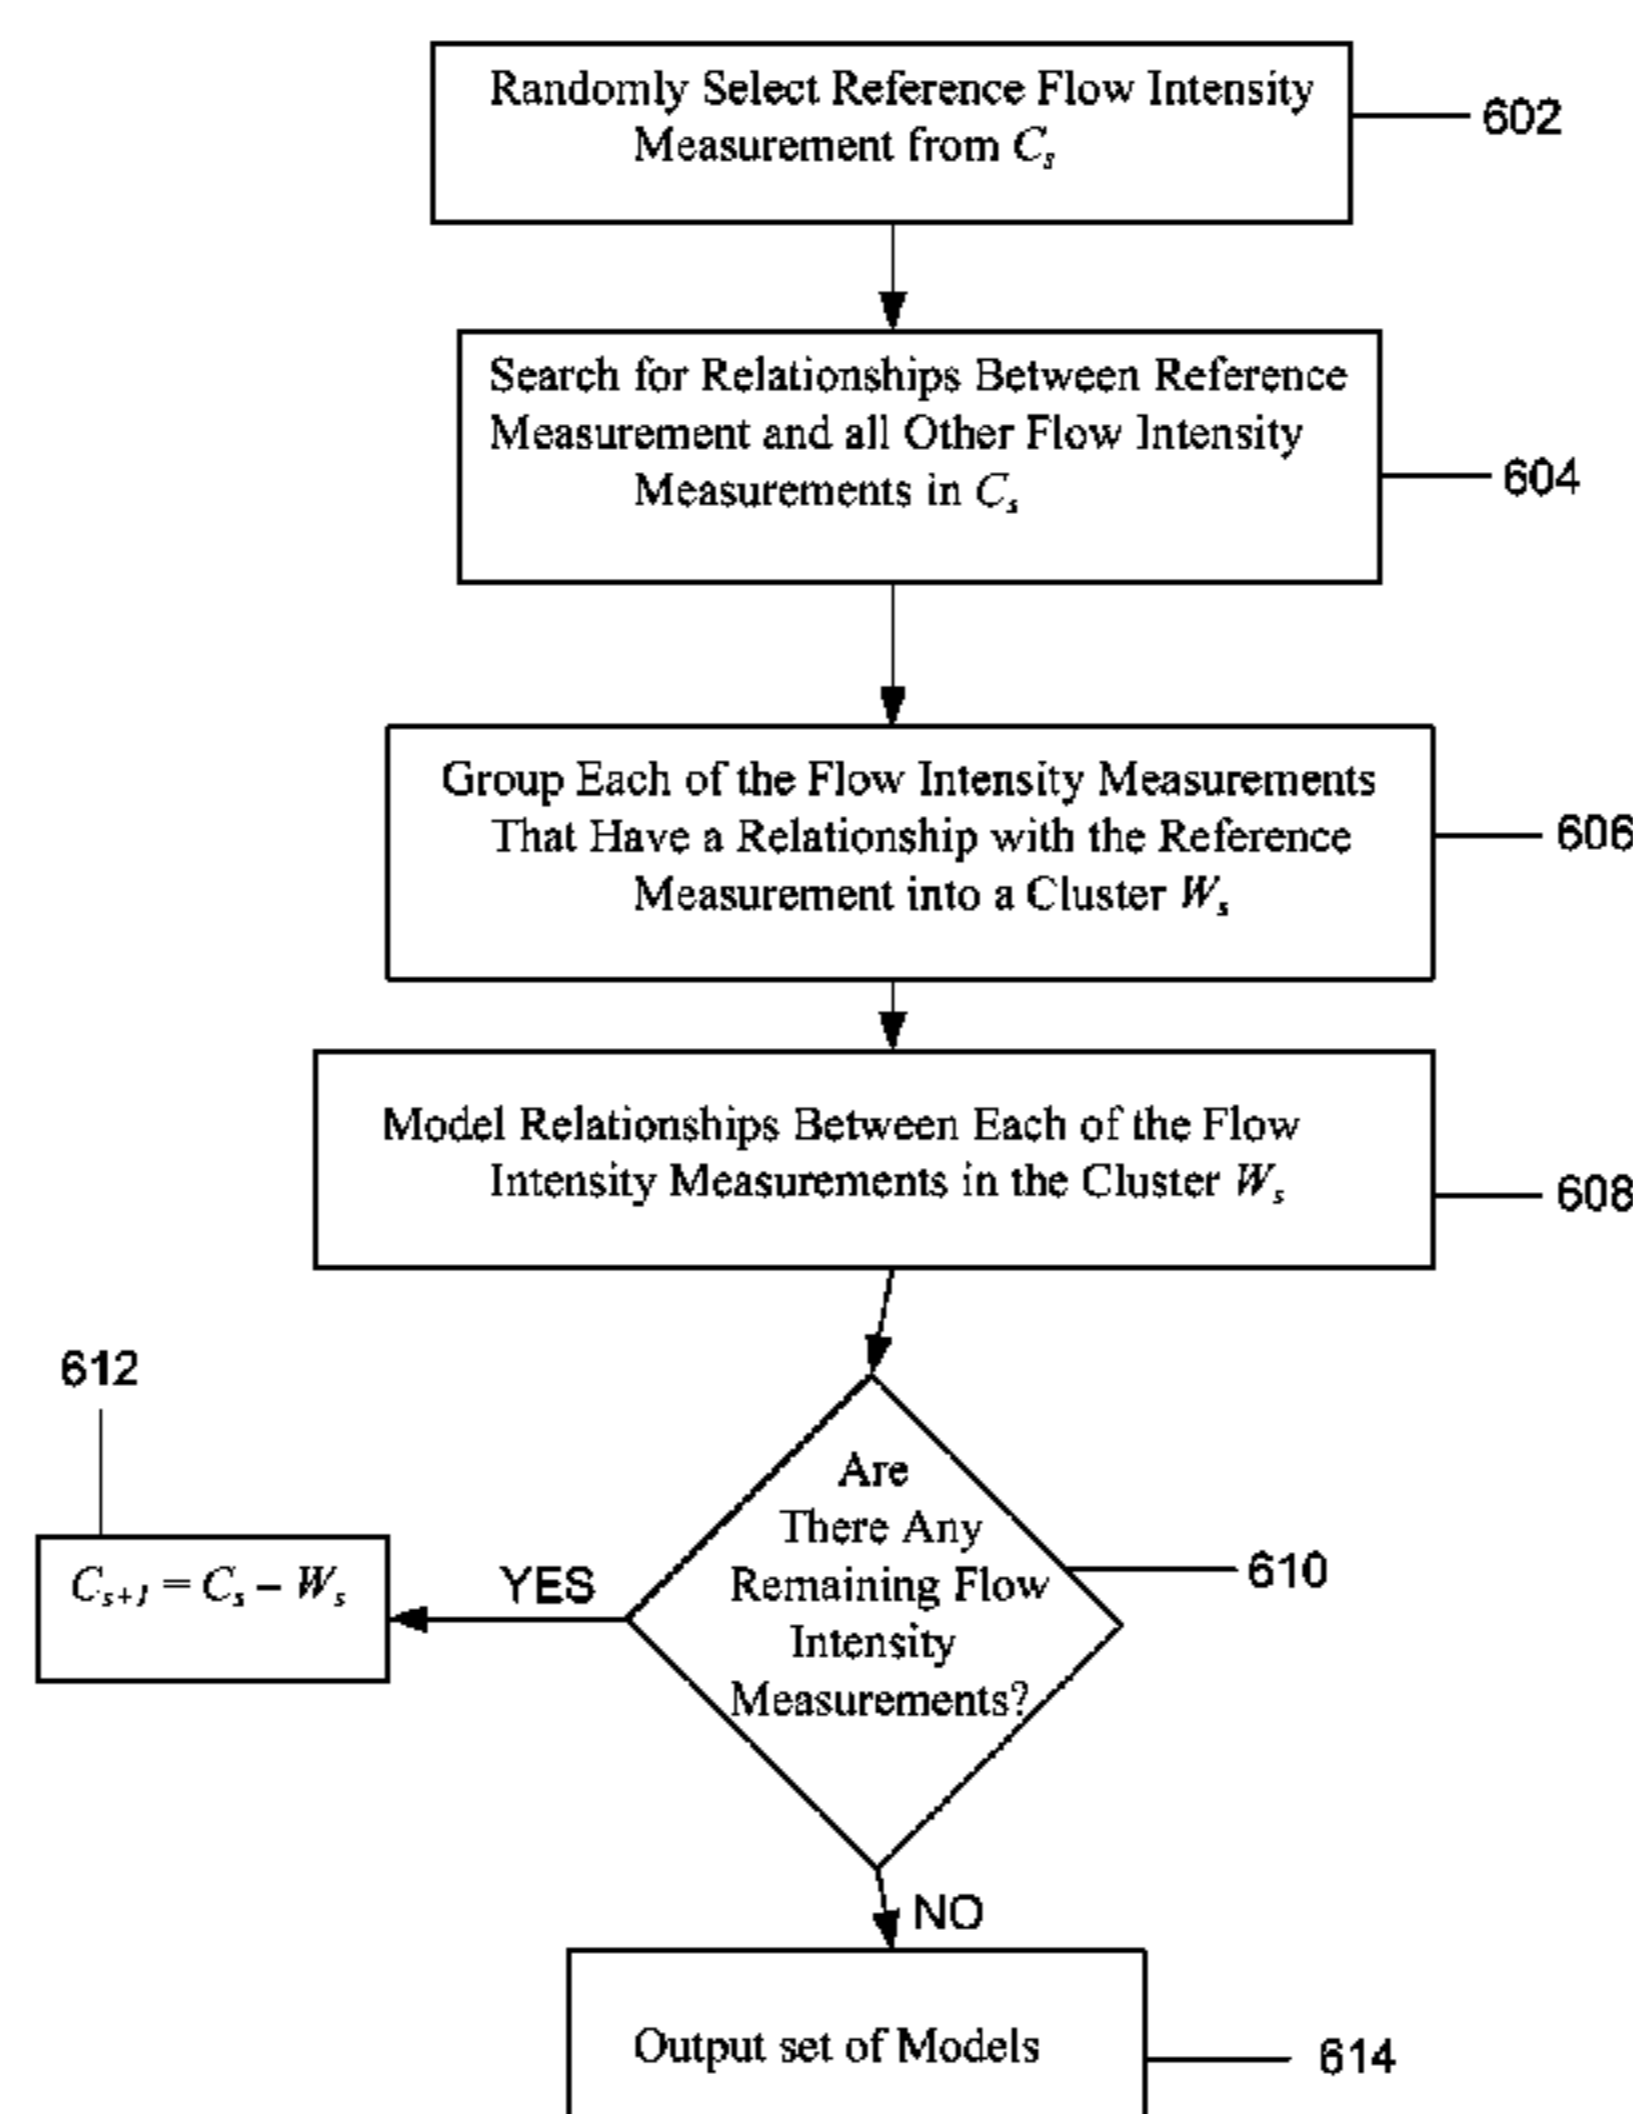 Randomly Select Reference Flow Intensity
Measurement from Cs
602
Search for Relationships Between Reference
Measurement and all Other Flow Intensity
Measurements in Cs
604
Group Each of the Flow Intensity Measurements
That Have a Relationship with the Reference
Measurement into a Cluster Ws
606
Model Relationships Between Each of the Flow
Intensity Measurements in the Cluster Ws
608
612
Cs+1 = Cs – Ws
YES
Are
There Any
Remaining Flow
Intensity
Measurements?
610
NO
Output set of Models
614